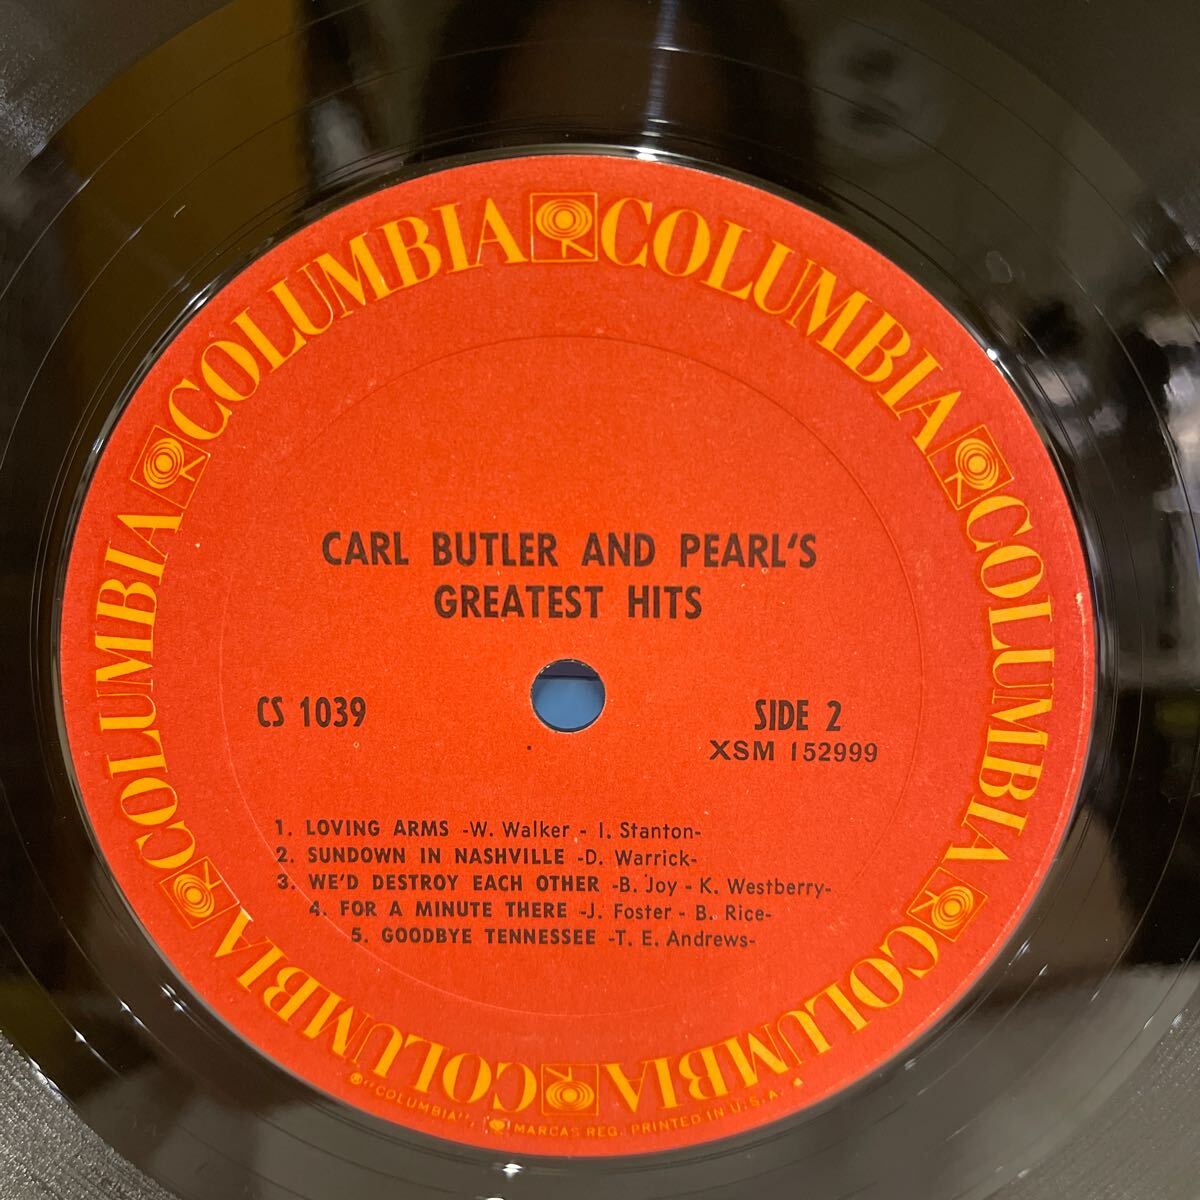 COLUMBIA COLUMBIA COLUMBIA COLUMBIA COLUMBIA COLUMBIA
CARL BUTLER AND PEARL'S
GREATEST HITS
CS 1039
SIDE 2
XSM 152999
1. LOVING ARMS -W. Walker - I. Stanton-
2. SUNDOWN IN NASHVILLE -D. Warrick-
3. WE'D DESTROY EACH OTHER -B. Joy - K. Westberry-
4. FOR A MINUTE THERE -J. Foster - B. Rice-
5. GOODBYE TENNESSEE -T. E. Andrews-
®"COLUMBIA", MARCAS REG. PRINTED IN U.S.A.